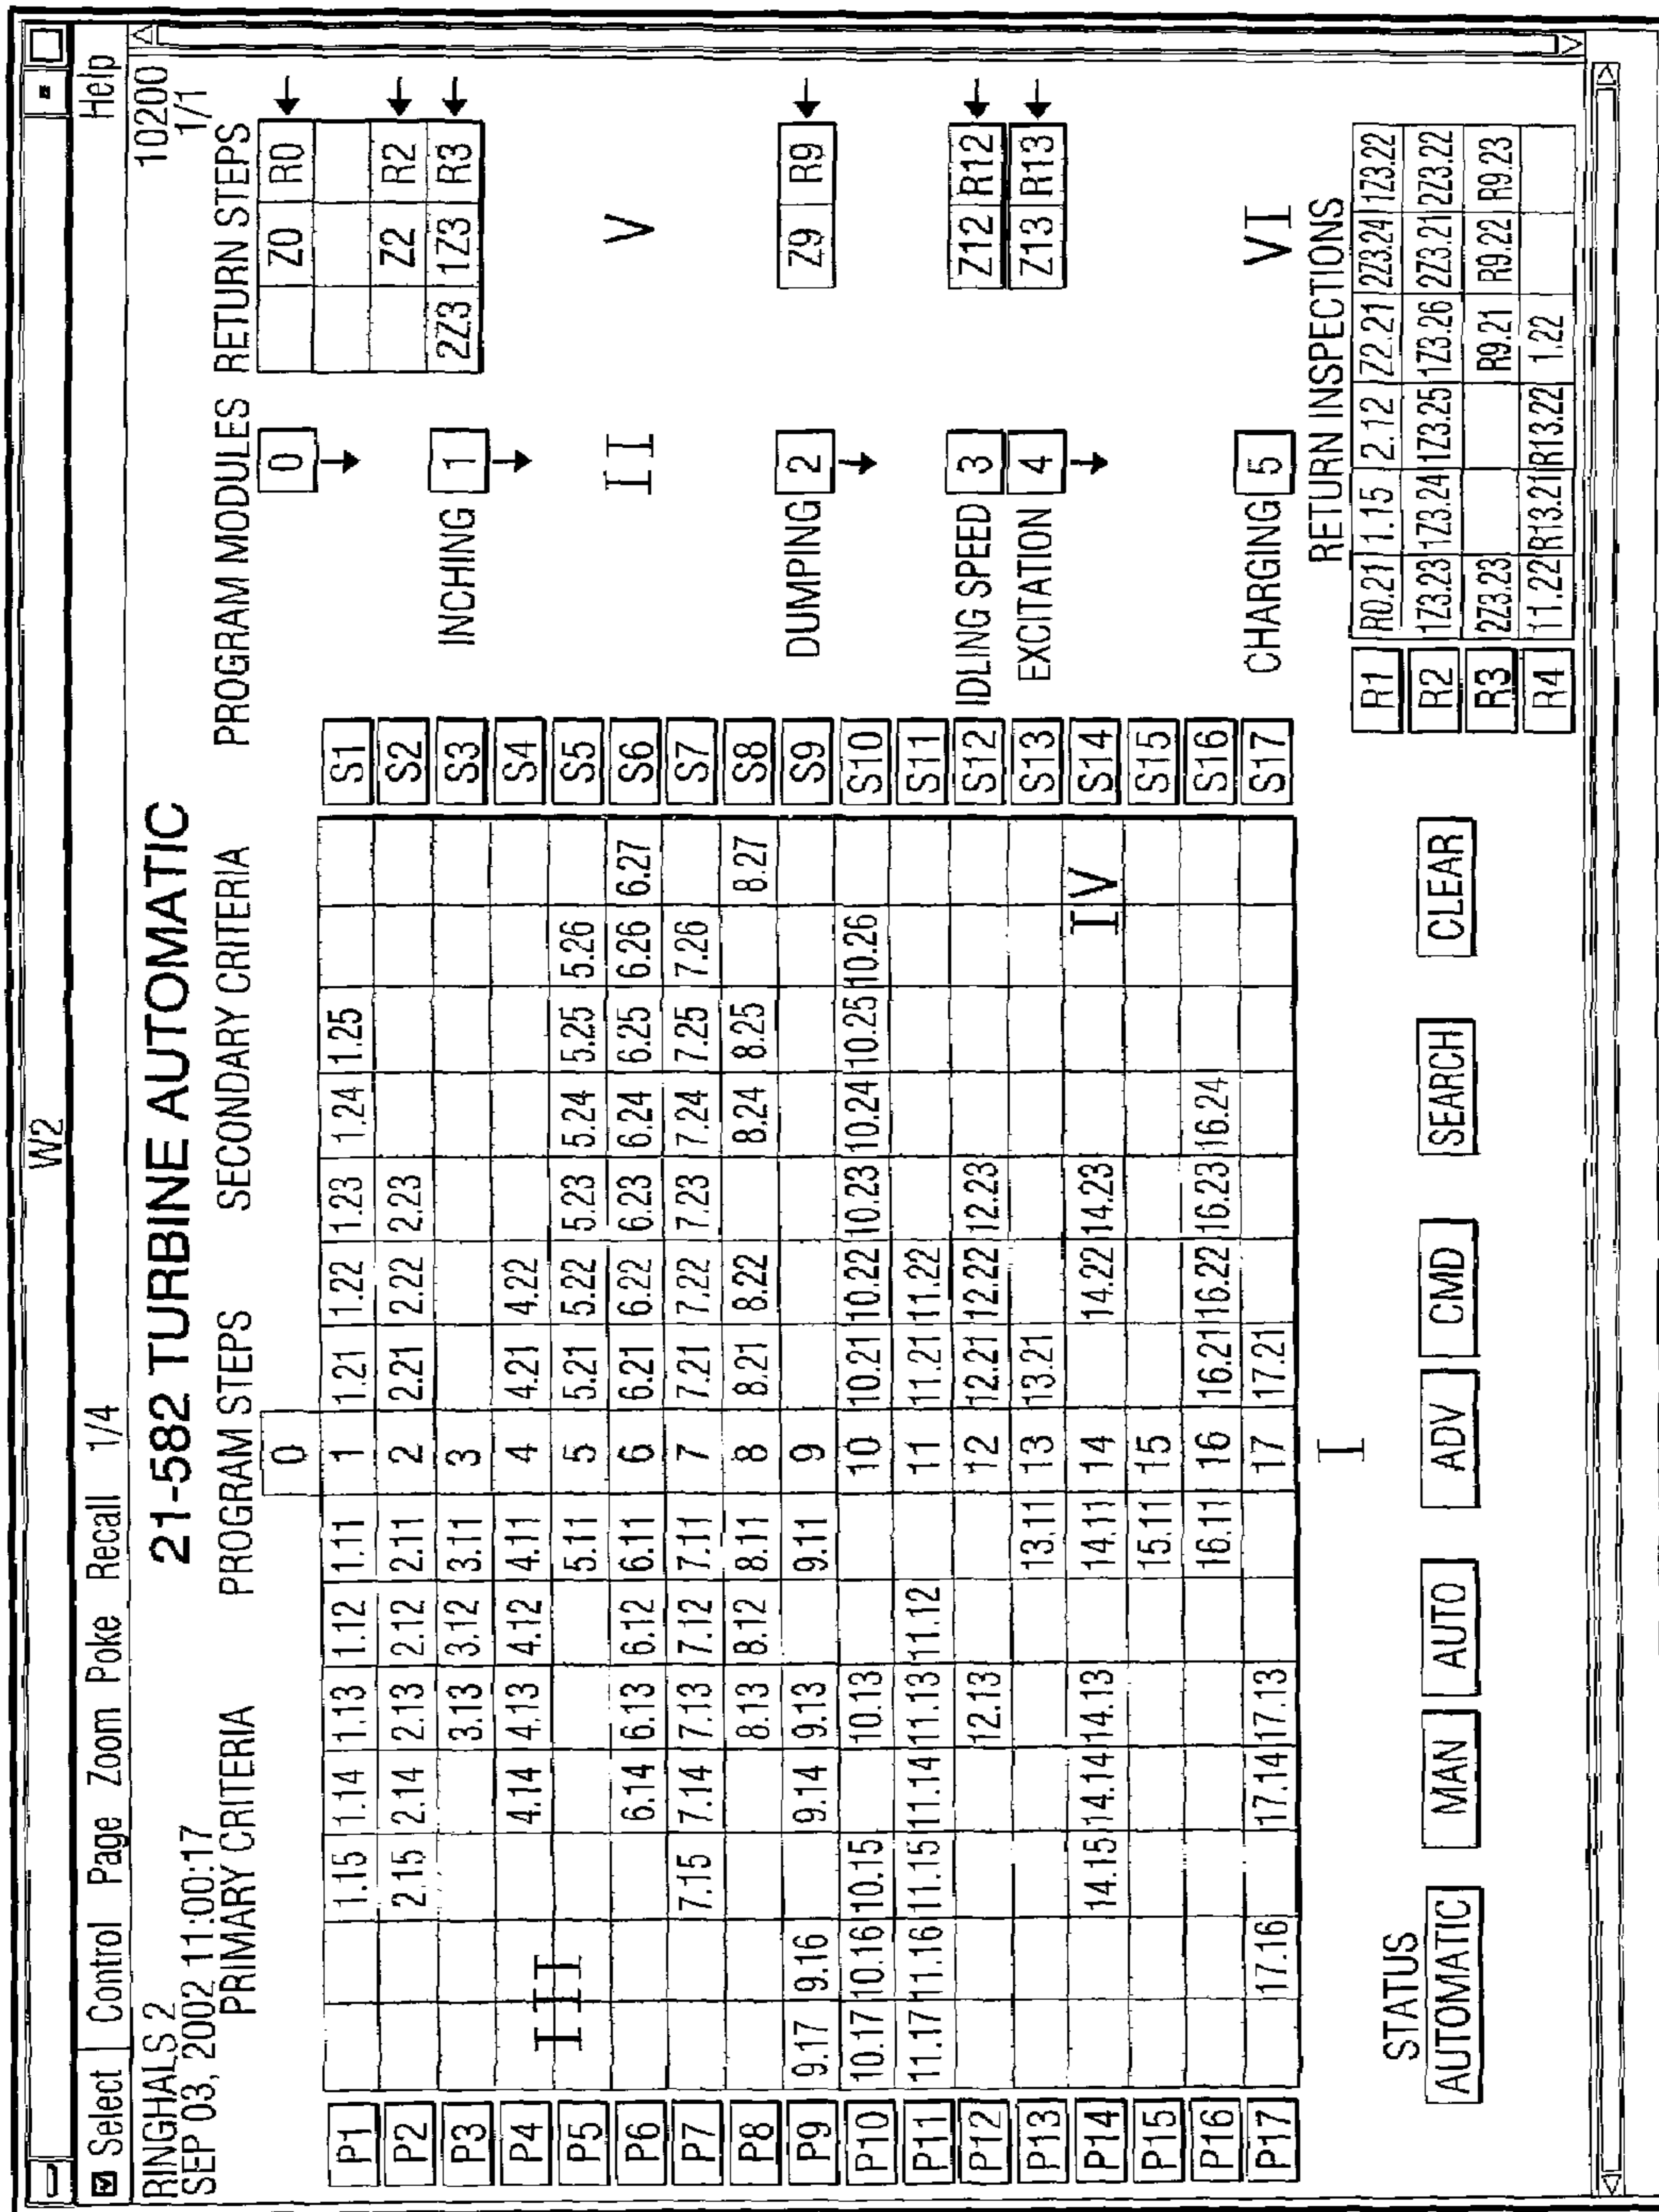 W2
Select Control Page Zoom Poke Recall 1/4 Help
RINGHALS 2 21-582 TURBINE AUTOMATIC 10200
SEP 03, 2002 11:00:17 1/1
PRIMARY CRITERIA PROGRAM STEPS SECONDARY CRITERIA PROGRAM MODULES RETURN STEPS
0 0 Z0 R0
P1 1.15 1.14 1.13 1.12 1.11 1 1.21 1.22 1.23 1.24 1.25 S1
P2 2.15 2.14 2.13 2.12 2.11 2 2.21 2.22 2.23 S2 Z2 R2
P3 3.13 3.12 3.11 3 S3 INCHING 1 2Z3 1Z3 R3
P4 4.14 4.13 4.12 4.11 4 4.21 4.22 S4
III
P5 5.11 5 5.21 5.22 5.23 5.24 5.25 5.26 S5
P6 6.14 6.13 6.12 6.11 6 6.21 6.22 6.23 6.24 6.25 6.26 6.27 S6 II V
P7 7.15 7.14 7.13 7.12 7.11 7 7.21 7.22 7.23 7.24 7.25 7.26 S7
P8 8.13 8.12 8.11 8 8.21 8.22 8.24 8.25 8.27 S8
P9 9.17 9.16 9.14 9.13 9.11 9 S9 DUMPING 2 Z9 R9
P10 10.17 10.16 10.15 10.13 10 10.21 10.22 10.23 10.24 10.25 10.26 S10
P11 11.17 11.16 11.15 11.14 11.13 11.12 11 11.21 11.22 S11
P12 12.13 12 12.21 12.22 12.23 S12 IDLING SPEED 3 Z12 R12
P13 13.11 13 13.21 S13 EXCITATION 4 Z13 R13
P14 14.15 14.14 14.13 14.11 14 14.22 14.23 IV S14
P15 15.11 15 S15
P16 16.11 16 16.21 16.22 16.23 16.24 S16
P17 17.16 17.14 17.13 17 17.21 S17 CHARGING 5 VI
I
RETURN INSPECTIONS
R1 R0.21 1.15 2.12 Z2.21 2Z3.24 1Z3.22
R2 1Z3.23 1Z3.24 1Z3.25 1Z3.26 2Z3.21 2Z3.22
R3 2Z3.23 R9.21 R9.22 R9.23
R4 11.22 R13.21 R13.22 1.22
STATUS
AUTOMATIC MAN AUTO ADV CMD SEARCH CLEAR